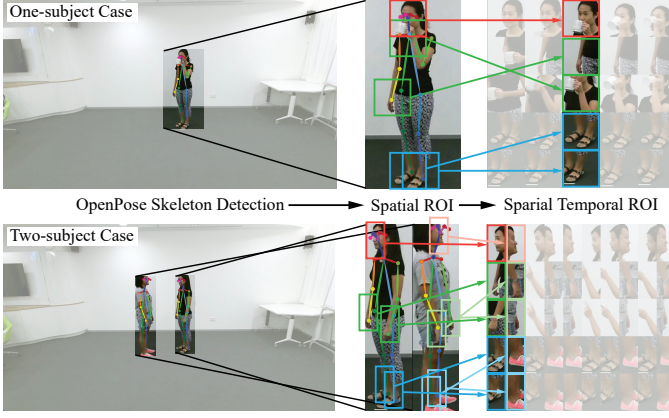 One-subject Case
OpenPose Skeleton Detection
Spatial ROI
Sparial Temporal ROI
Two-subject Case